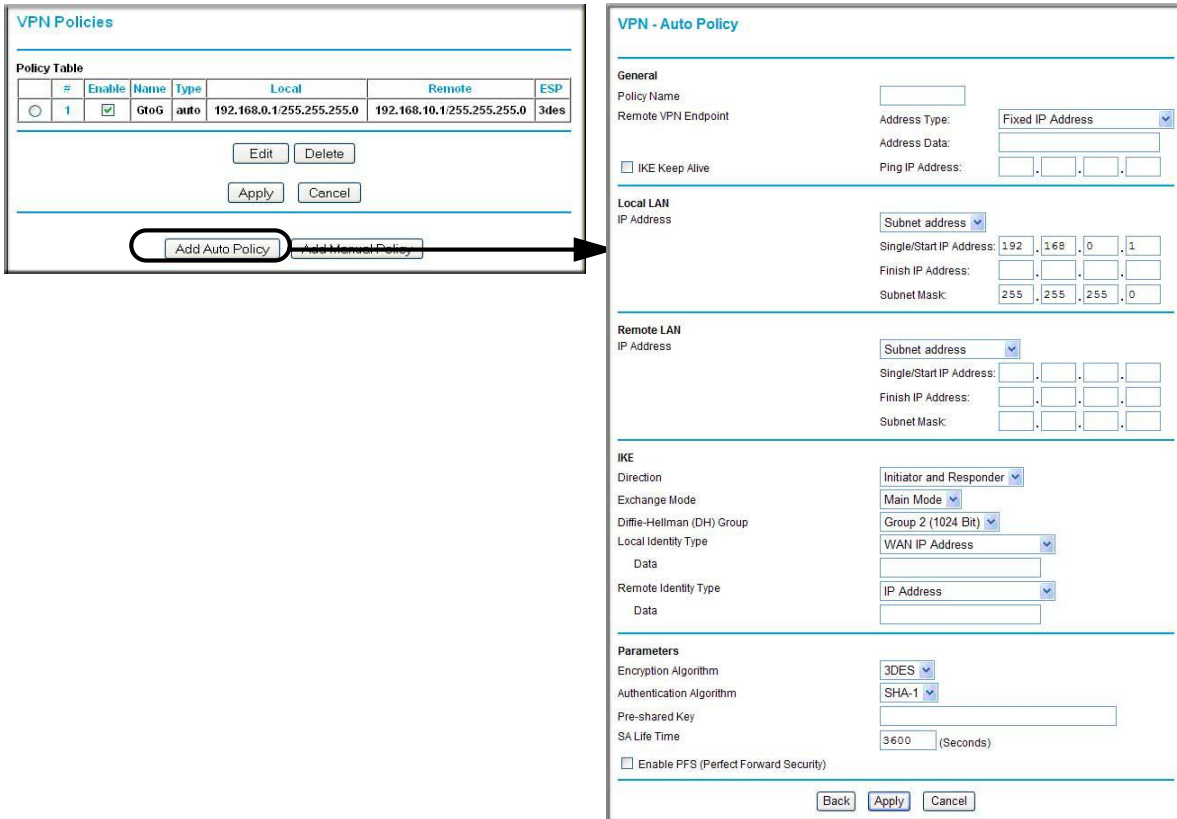 VPN Policies
Policy Table
# Enable Name Type Local Remote ESP
1 GtoG auto 192.168.0.1/255.255.255.0 192.168.10.1/255.255.255.0 3des
Edit Delete
Apply Cancel
Add Auto Policy Add Manual Policy
VPN - Auto Policy
General
Policy Name
Remote VPN Endpoint Address Type: Fixed IP Address
Address Data:
IKE Keep Alive Ping IP Address: . . .
Local LAN
IP Address Subnet address
Single/Start IP Address: 192 . 168 . 0 . 1
Finish IP Address: . . .
Subnet Mask: 255 . 255 . 255 . 0
Remote LAN
IP Address Subnet address
Single/Start IP Address: . . .
Finish IP Address: . . .
Subnet Mask: . . .
IKE
Direction Initiator and Responder
Exchange Mode Main Mode
Diffie-Hellman (DH) Group Group 2 (1024 Bit)
Local Identity Type WAN IP Address
Data
Remote Identity Type IP Address
Data
Parameters
Encryption Algorithm 3DES
Authentication Algorithm SHA-1
Pre-shared Key
SA Life Time 3600 (Seconds)
Enable PFS (Perfect Forward Security)
Back Apply Cancel